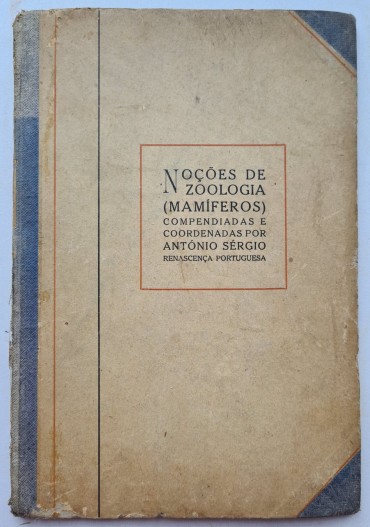 NOÇÕES DE
ZOOLOGIA
(MAMÍFEROS)
COMPENDIADAS E
COORDENADAS POR
ANTÓNIO SÉRGIO
RENASCENÇA PORTUGUESA